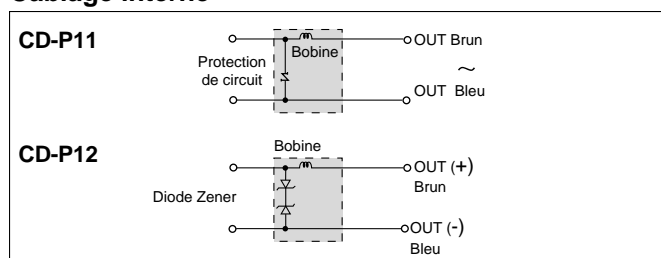 Câblage interne
CD-P11
Bobine
OUT Brun
Protection
de circuit
~
OUT Bleu
CD-P12
Bobine
OUT (+)
Brun
Diode Zener
OUT (-)
Bleu